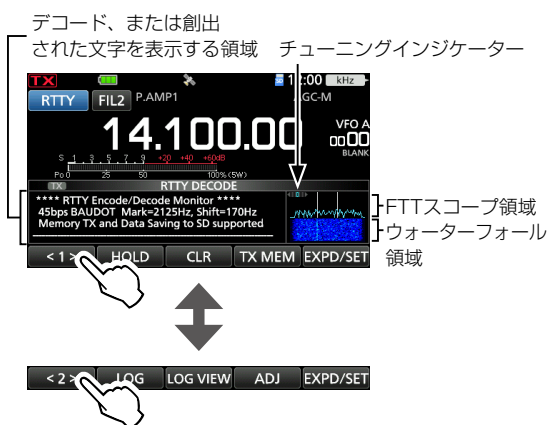 デコード、または創出
された文字を表示する領域
チューニングインジケーター
TX
12:00 kHz
RTTY FIL2 P.AMP1 AGC-M
14.100.00
VFO A
00
BLANK
S 1 3 5 7 9 +20 +40 +60dB
Po 0 25 50 100% (5W)
TX RTTY DECODE
**** RTTY Encode/Decode Monitor ****
45bps BAUDOT Mark=2125Hz, Shift=170Hz
Memory TX and Data Saving to SD supported
FTTスコープ領域
ウォーターフォール
領域
< 1 > HOLD CLR TX MEM EXPD/SET
< 2 > LOG LOG VIEW ADJ EXPD/SET